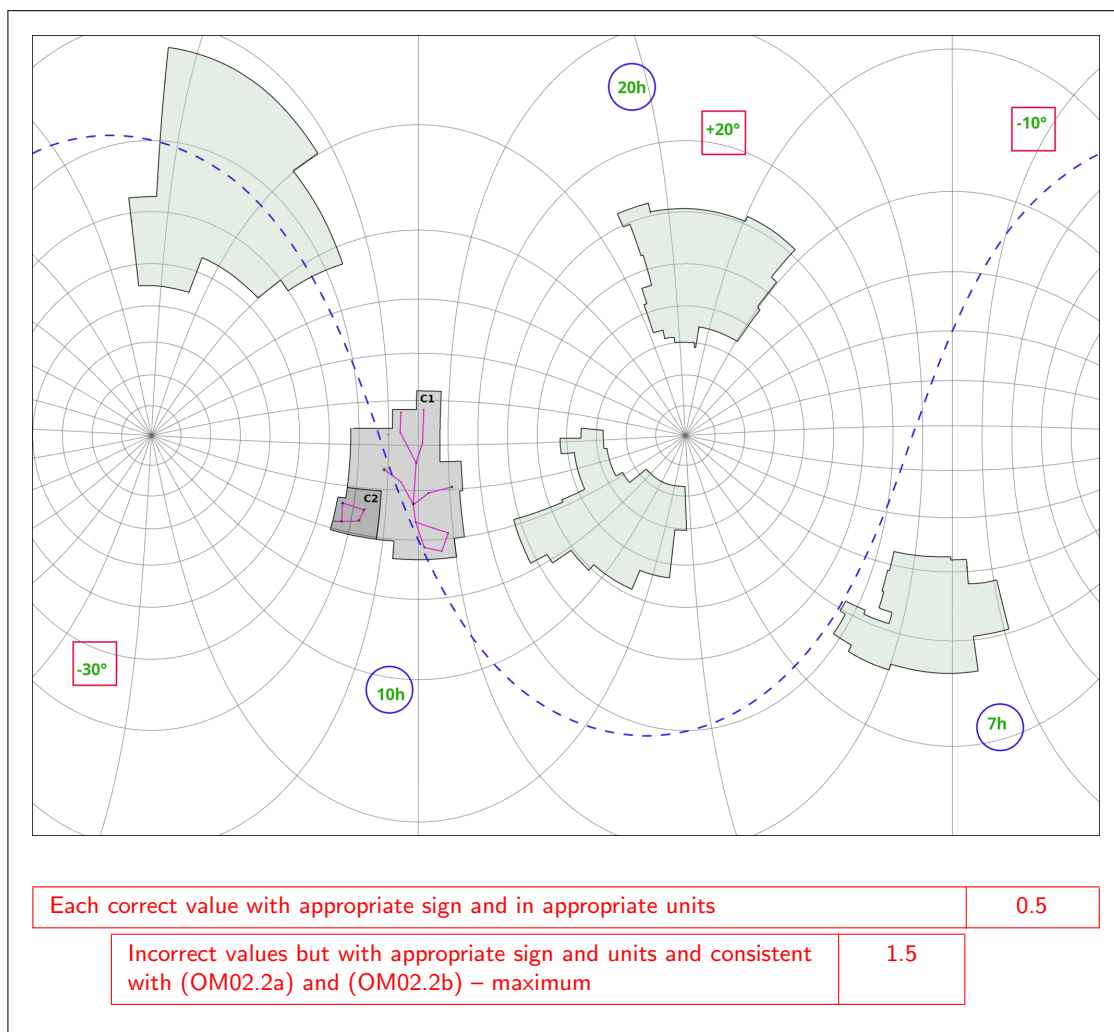 20h
+20°
-10°
C1
C2
-30°
10h
7h
Each correct value with appropriate sign and in appropriate units 0.5
Incorrect values but with appropriate sign and units and consistent 1.5
with (OM02.2a) and (OM02.2b) – maximum